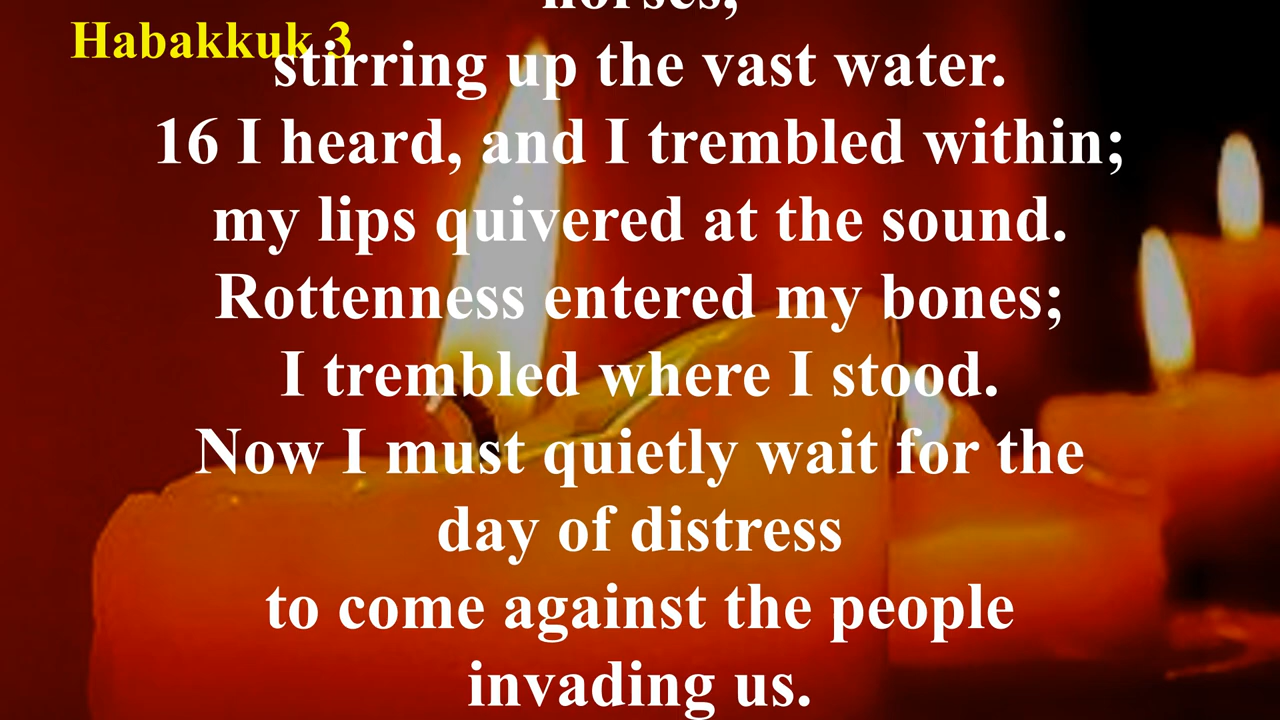 horses,
Habakkuk 3
stirring up the vast water.
16 I heard, and I trembled within;
my lips quivered at the sound.
Rottenness entered my bones;
I trembled where I stood.
Now I must quietly wait for the
day of distress
to come against the people
invading us.